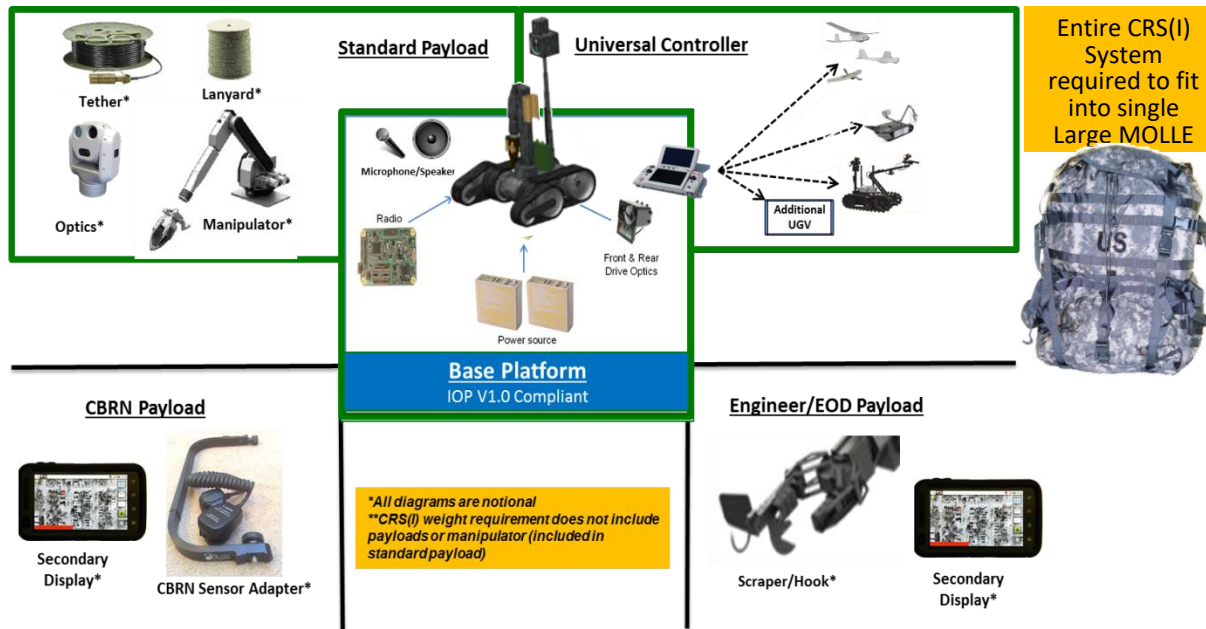 Standard Payload
Tether*
Lanyard*
Optics*
Manipulator*
Universal Controller
Additional
UGV
Entire CRS(I)
System
required to fit
into single
Large MOLLE
US
Microphone/Speaker
Radio
Front & Rear
Drive Optics
Power source
Base Platform
IOP V1.0 Compliant
CBRN Payload
Secondary
Display*
CBRN Sensor Adapter*
*All diagrams are notional
**CRS(I) weight requirement does not include
payloads or manipulator (included in
standard payload)
Engineer/EOD Payload
Scraper/Hook*
Secondary
Display*